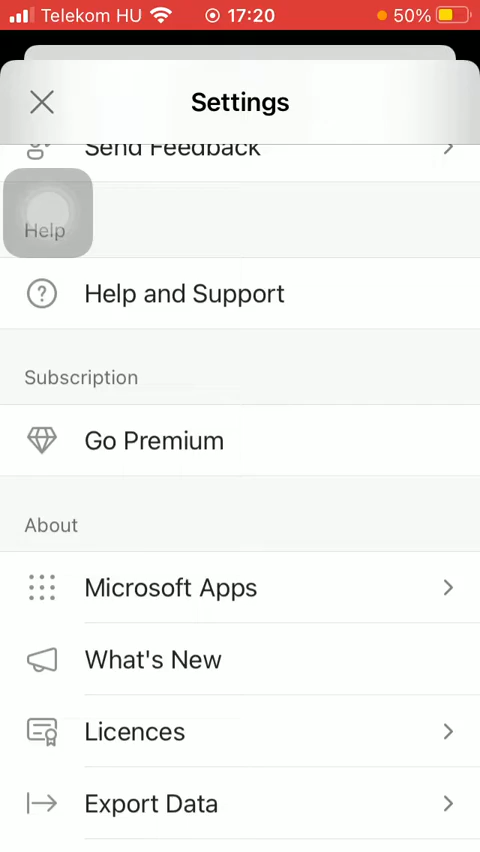 Telekom HU 17:20 50%
Settings
Send Feedback
Help
Help and Support
Subscription
Go Premium
About
Microsoft Apps
What's New
Licences
Export Data